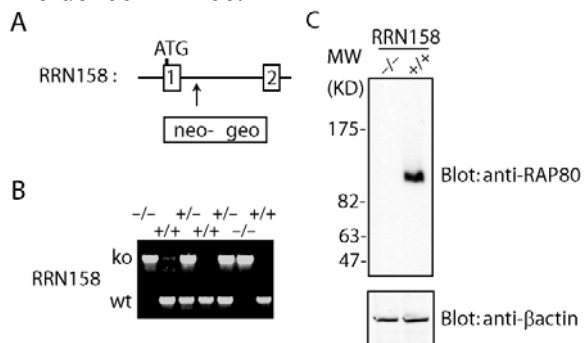 A
ATG
RRN158 :
1
2
neo- geo
B
-/- +/- +/- +/+
+/+ +/+ -/-
ko
RRN158
wt
C
RRN158
MW
-/- +/+
(KD)
175-
Blot: anti-RAP80
82-
63-
47-
Blot: anti-βactin